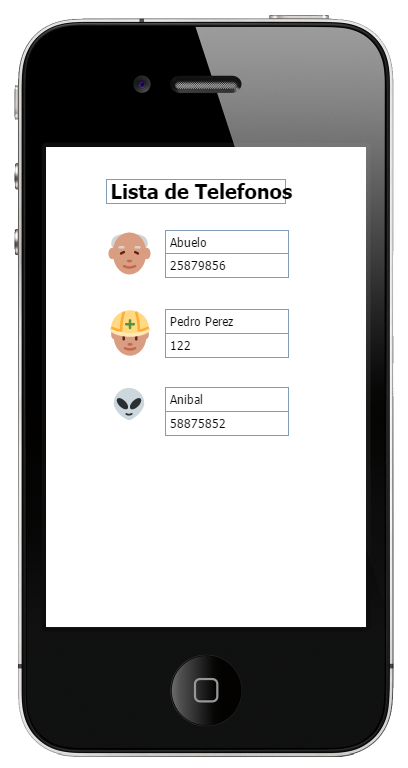 Lista de Telefonos
Abuelo
25879856
Pedro Perez
122
Anibal
58875852